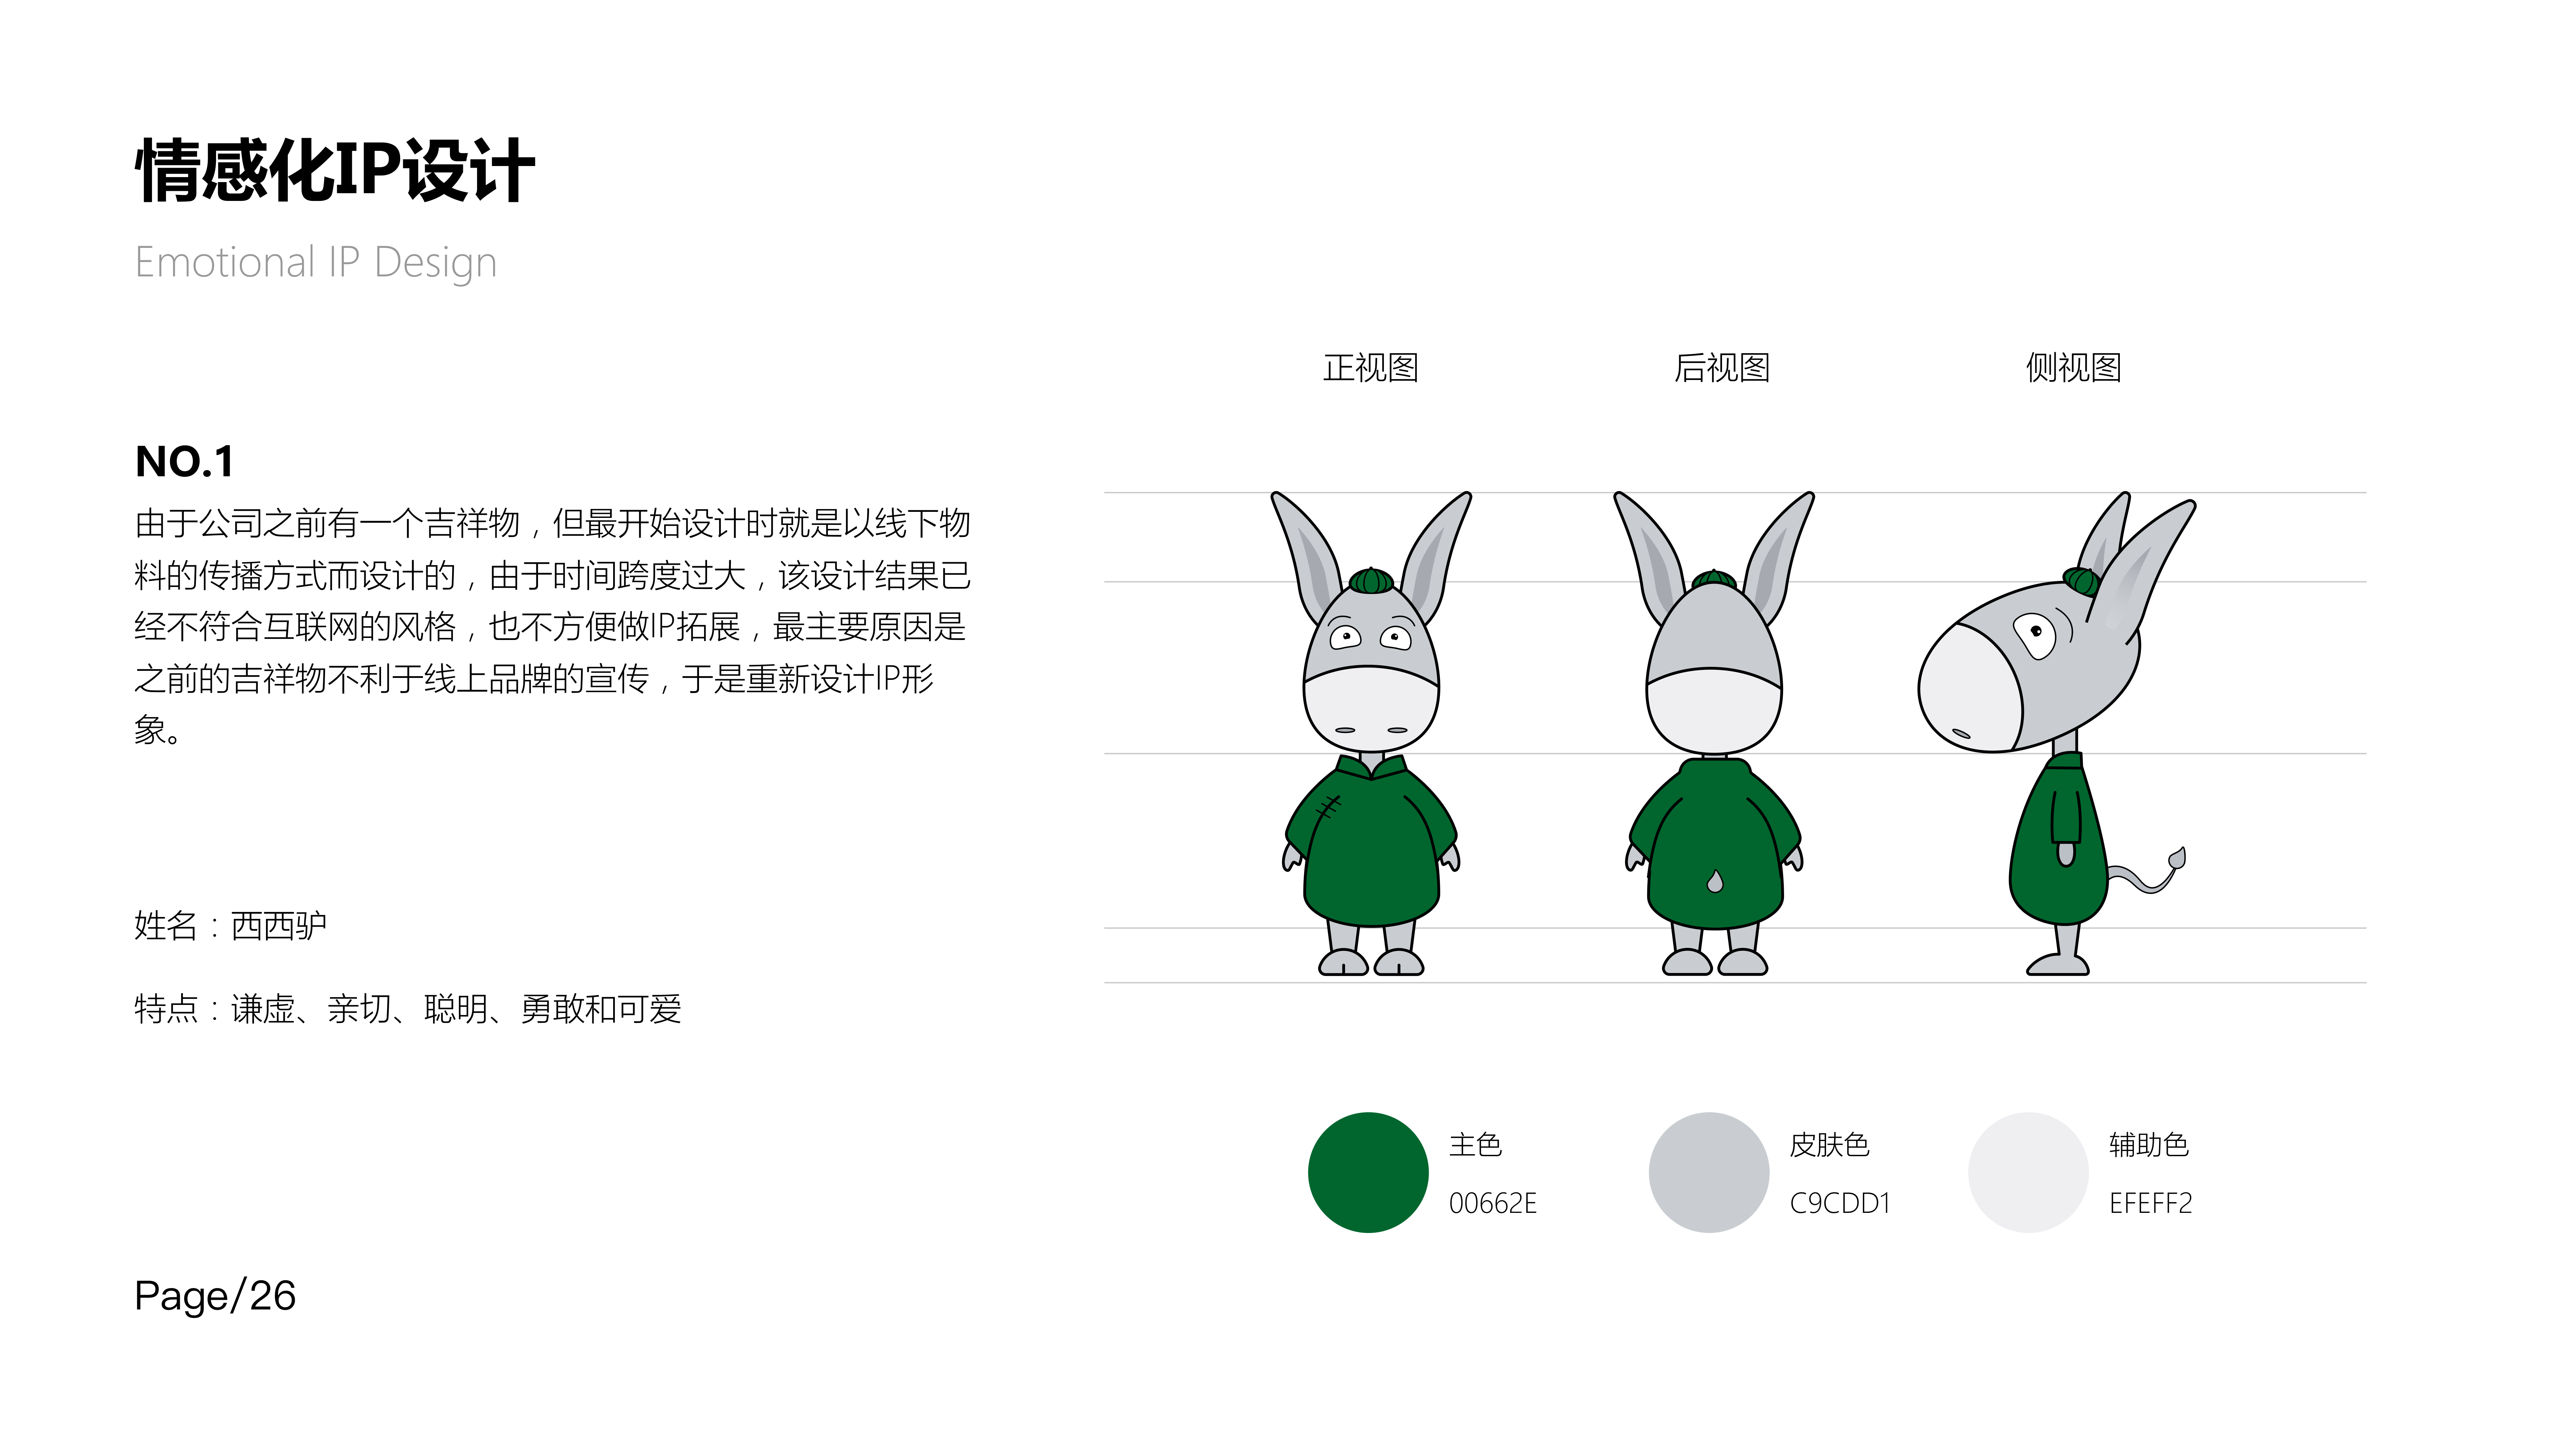 情感化IP设计
Emotional IP Design
NO.1
由于公司之前有一个吉祥物，但最开始设计时就是以线下物
料的传播方式而设计的，由于时间跨度过大，该设计结果已
经不符合互联网的风格，也不方便做IP拓展，最主要原因是
之前的吉祥物不利于线上品牌的宣传，于是重新设计IP形
象。
姓名：西西驴
特点：谦虚、亲切、聪明、勇敢和可爱
正视图
后视图
侧视图
主色
00662E
皮肤色
C9CDD1
辅助色
EFEFF2
Page/26